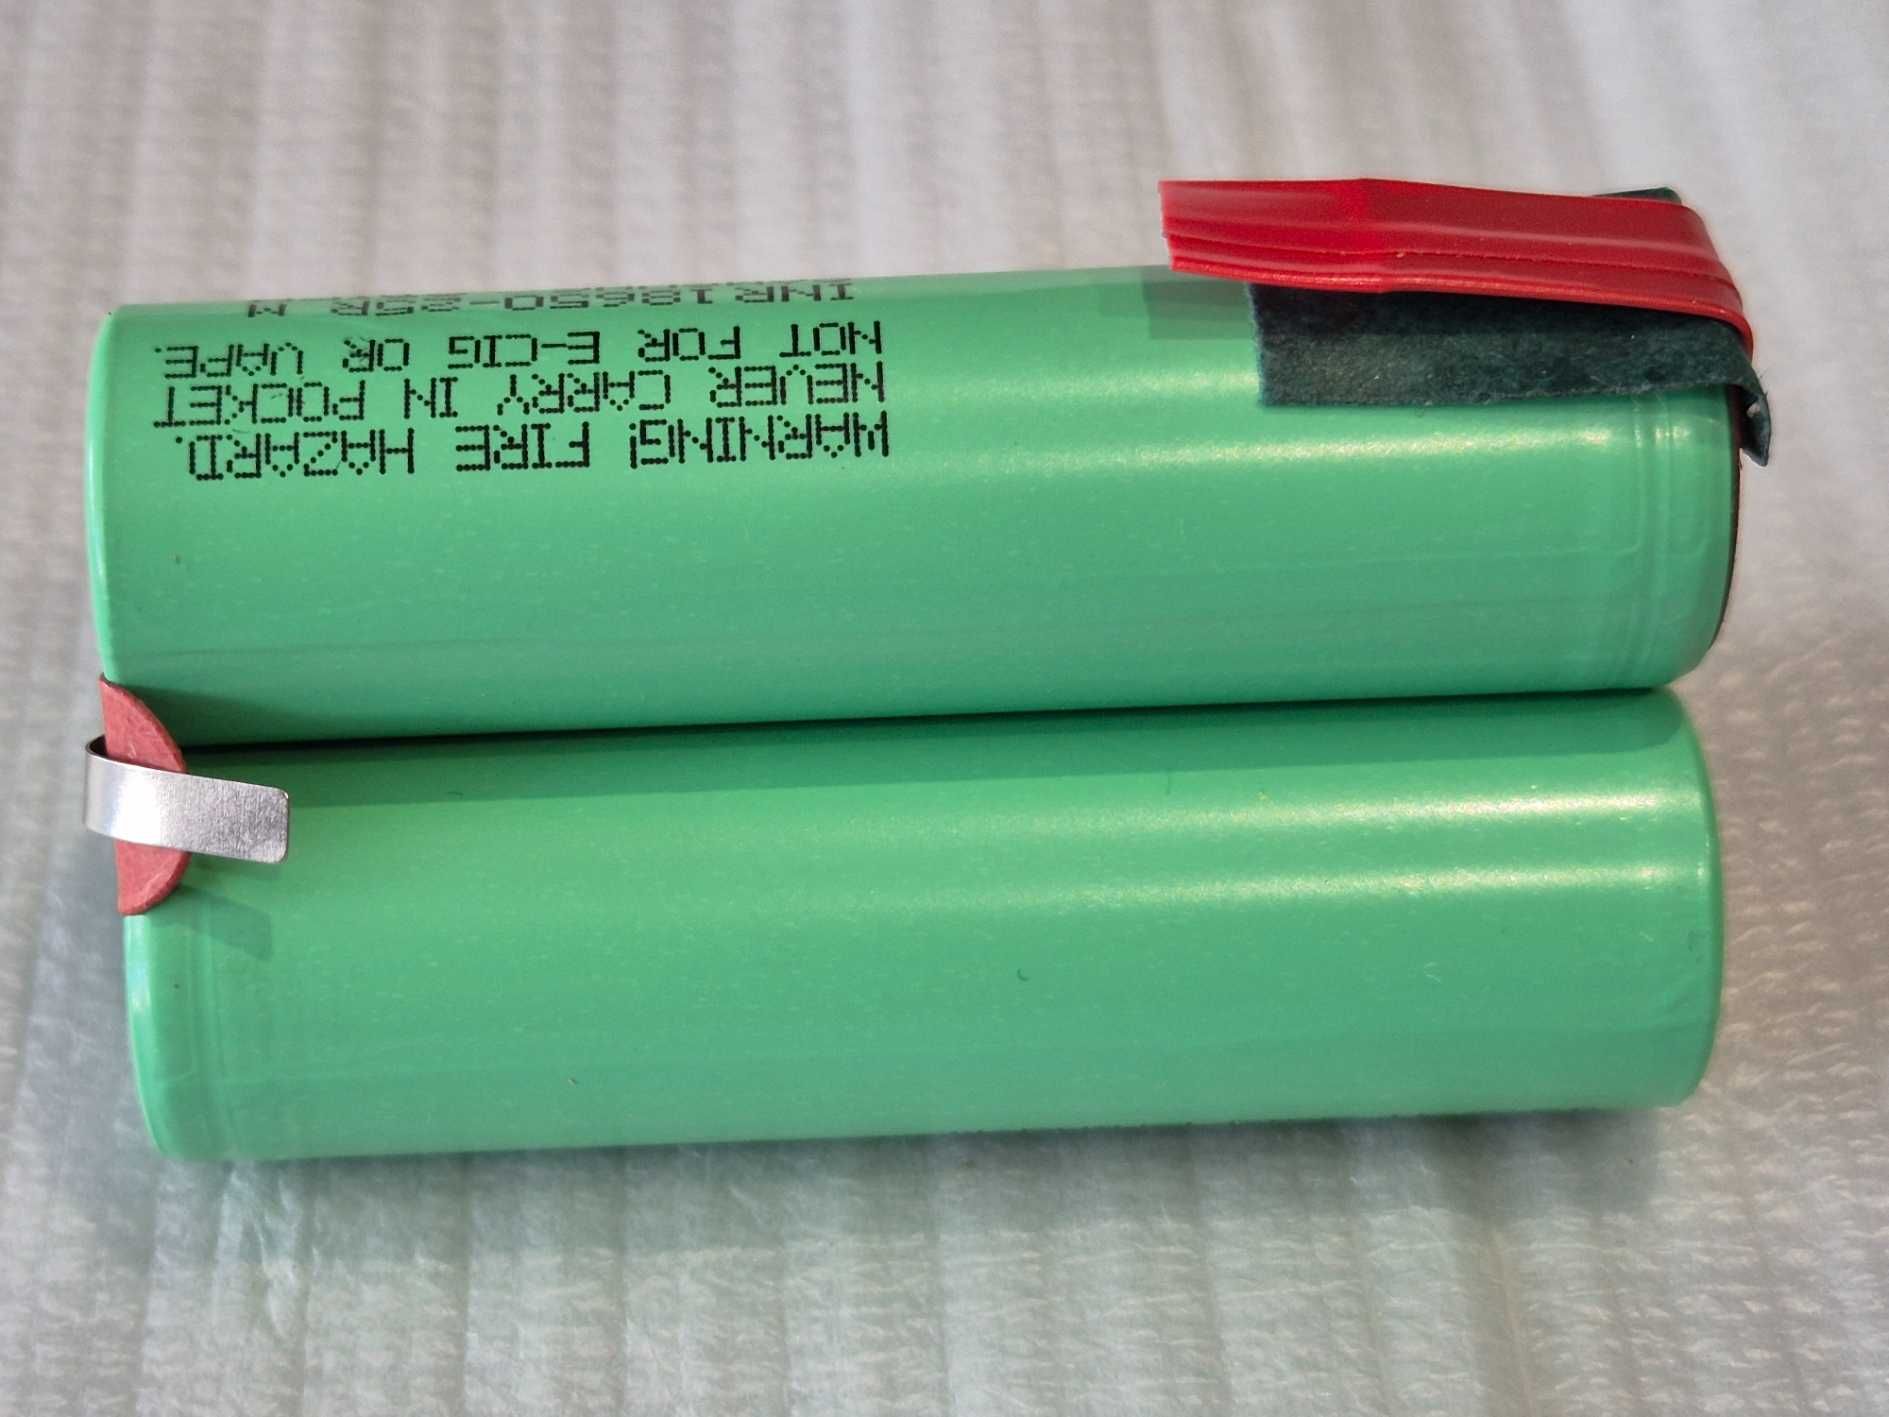 WARNING! FIRE HAZARD.
NEVER CARRY IN POCKET
NOT FOR E-CIG OR VAPE.
INR18650-25R M